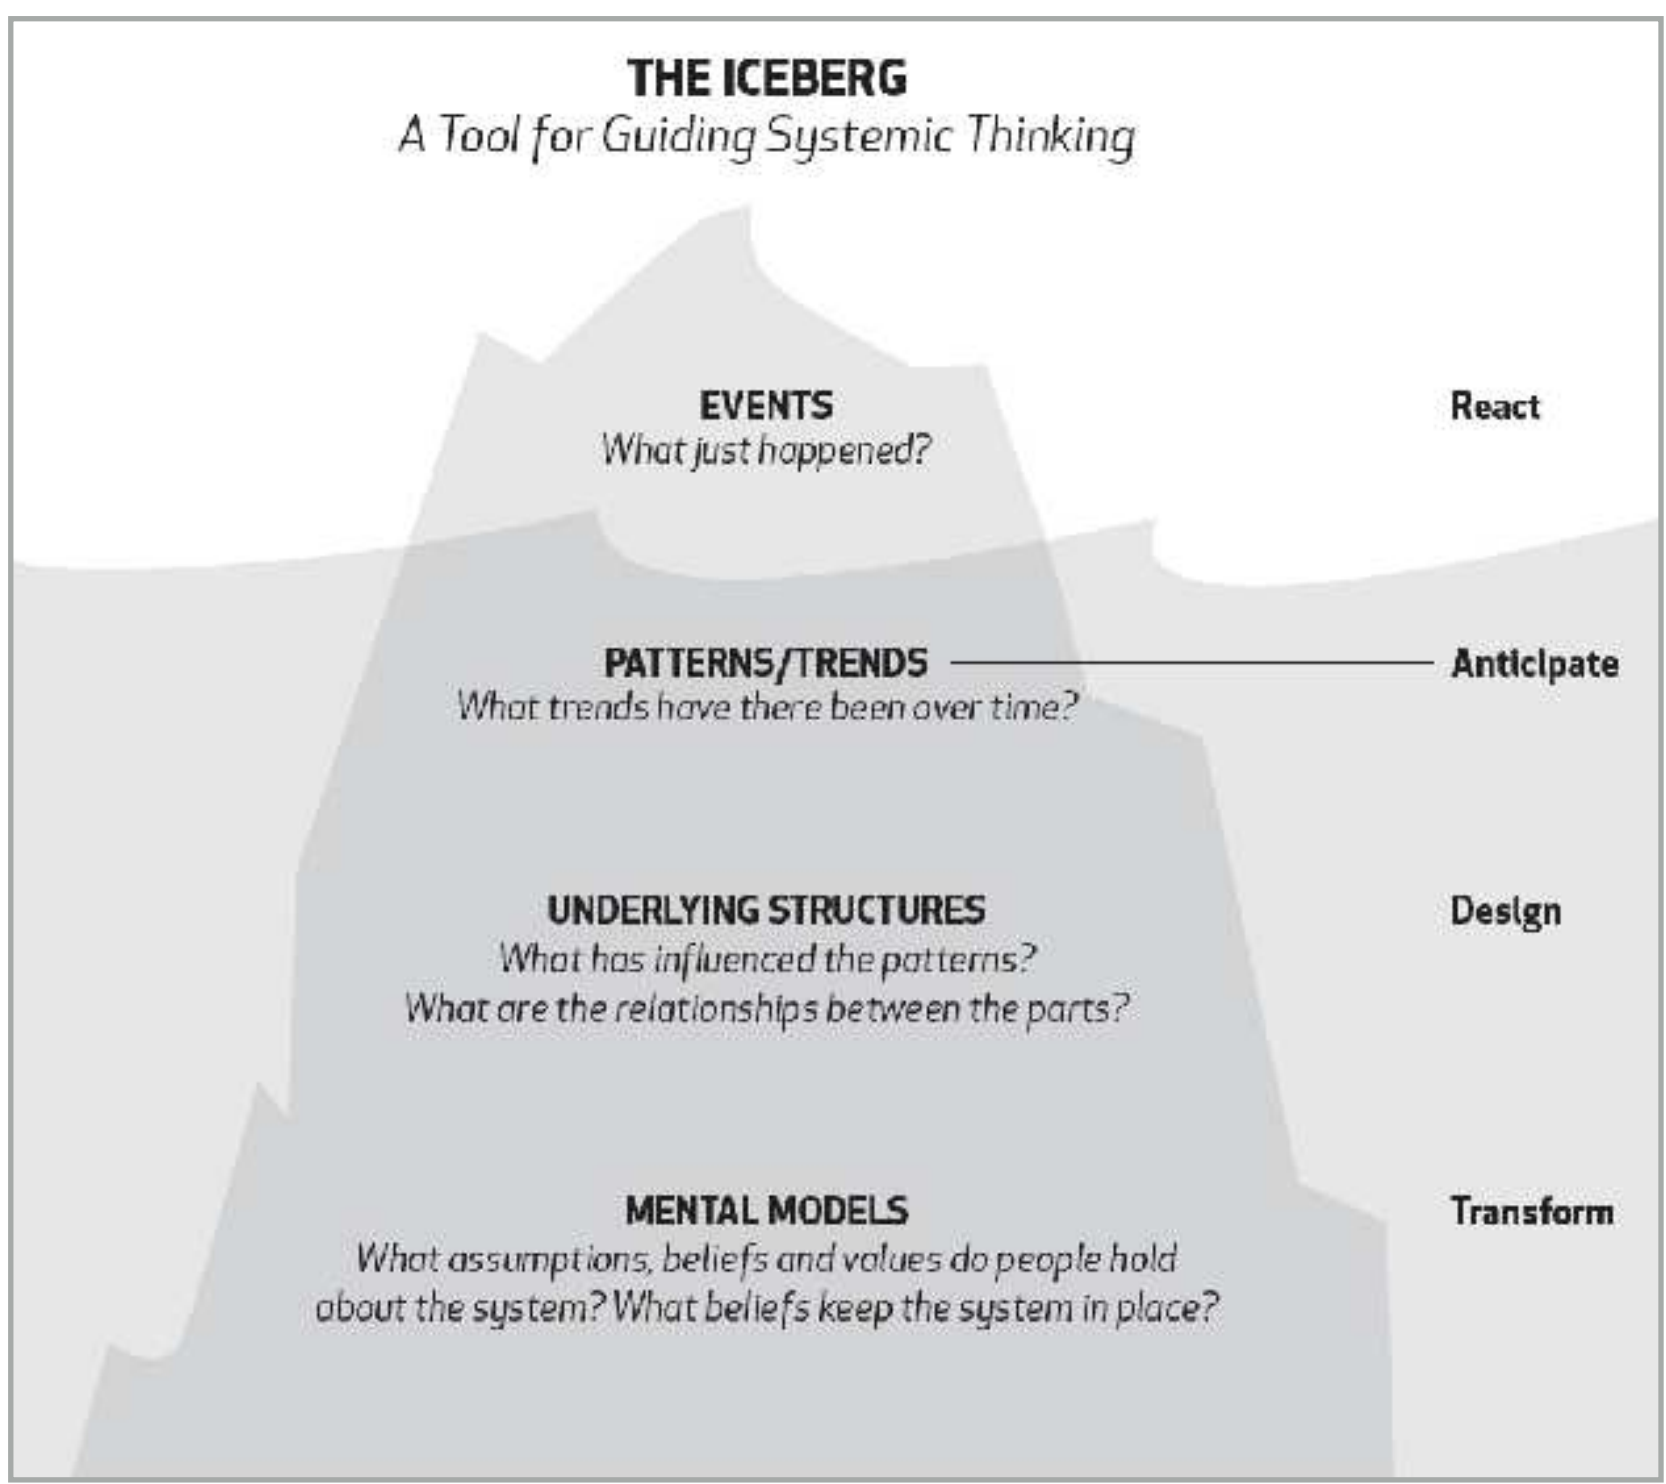 THE ICEBERG
A Tool for Guiding Systemic Thinking
EVENTS
React
What just happened?
PATTERNS/TRENDS
Anticipate
What trends have there been over time?
UNDERLYING STRUCTURES
Design
What has influenced the patterns?
What are the relationships between the parts?
MENTAL MODELS
Transform
What assumptions, beliefs and values do people hold
about the system? What beliefs keep the system in place?